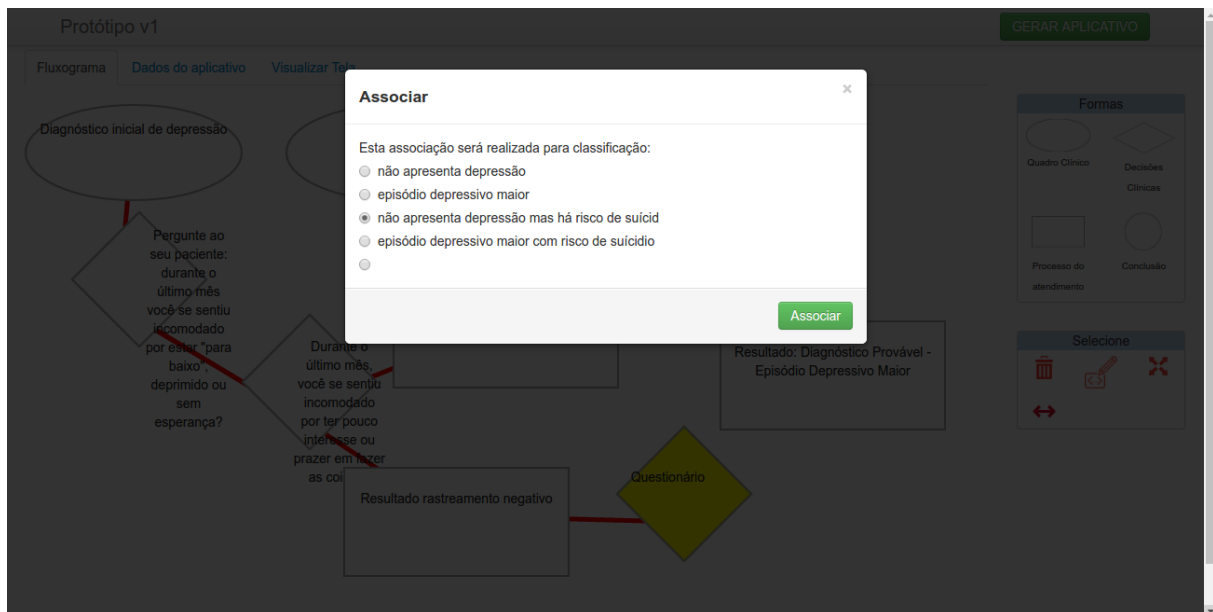 Protótipo v1
GERAR APLICATIVO
Fluxograma
Dados do aplicativo
Visualizar Tela
Associar
×
Esta associação será realizada para classificação:
não apresenta depressão
episódio depressivo maior
não apresenta depressão mas há risco de suícid
episódio depressivo maior com risco de suícidio
Associar
Diagnóstico inicial de depressão
Pergunte ao
seu paciente:
durante o
último mês
você se sentiu
incomodado
por estar "para
baixo",
deprimido ou
sem
esperança?
Durante o
último mês,
você se sentiu
incomodado
por ter pouco
interesse ou
prazer em fazer
as coi
Resultado rastreamento negativo
Questionário
Resultado: Diagnóstico Provável -
Episódio Depressivo Maior
Formas
Quadro Clínico
Decisões
Clínicas
Processo do
atendimento
Conclusão
Selecione